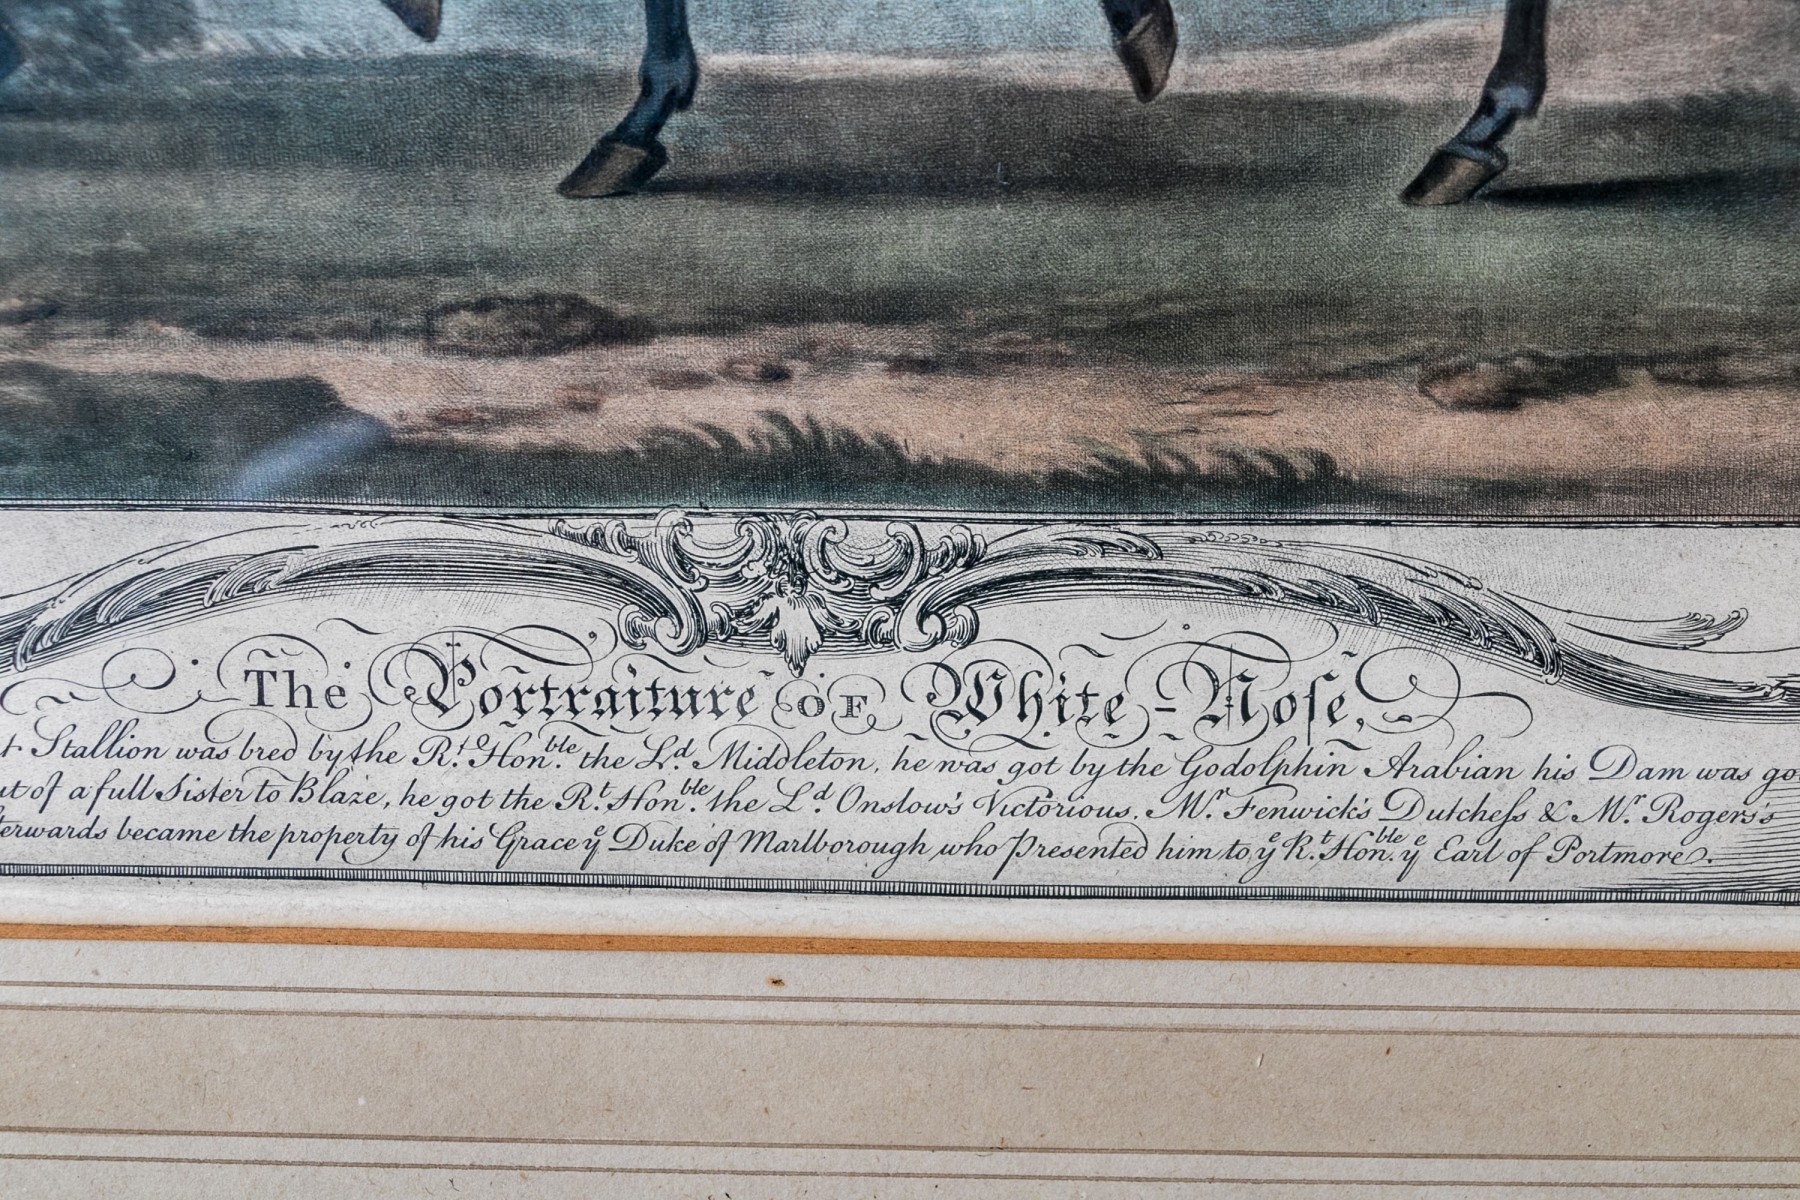 The Portraiture OF White-Nose,
Stallion was bred by the Rt. Honble. the Ld. Middleton, he was got by the Godolphin Arabian his Dam was got
ut of a full Sister to Blaze, he got the Rt. Honble. the Ld. Onslow's Victorious, Mr. Fenwick's Dutchess & Mr. Rogers's
terwards became the property of his Grace ye Duke of Marlborough who Presented him to ye Rt. Honble. ye Earl of Portmore.